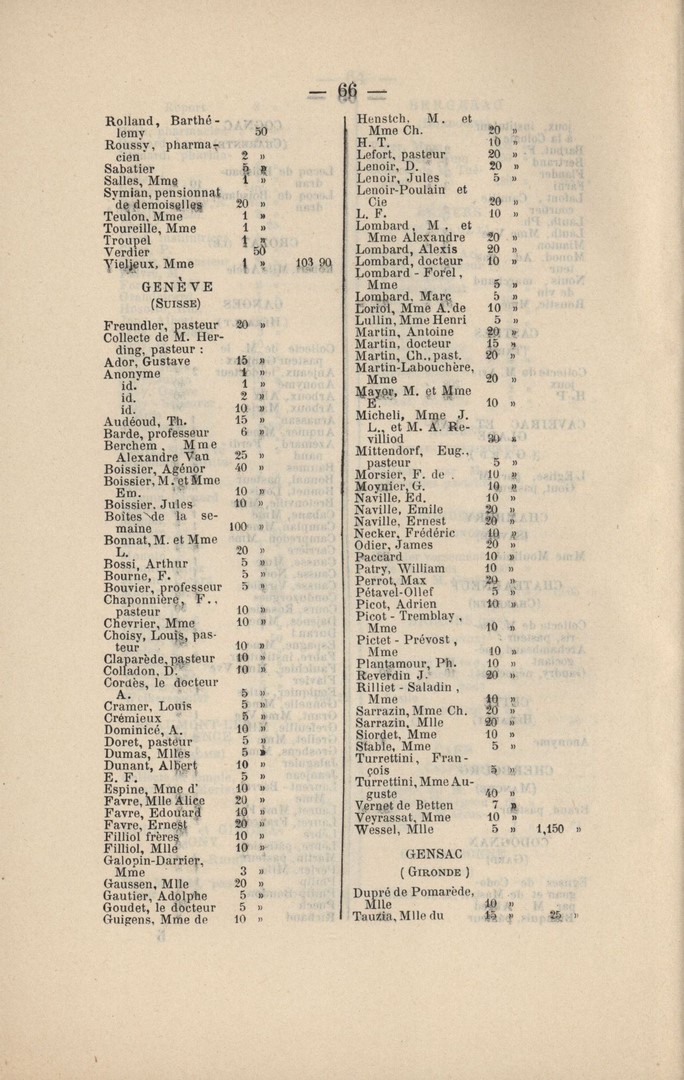 — 66 —
Rolland, Barthé-
lemy 50
Roussy, pharma-
cien 2 »
Sabatier 5 »
Salles, Mme 1 »
Symian, pensionnat
de demoiselles 20 »
Teulon, Mme 1 »
Toureille, Mme 1 »
Troupel 1 »
Verdier 50
Vieljeux, Mme 1 » 103 90
GENÈVE
(SUISSE)
Freundler, pasteur 20 »
Collecte de M. Her-
ding, pasteur :
Ador, Gustave 15 »
Anonyme 1 »
id. 1 »
id. 2 »
id. 10 »
Audéoud, Th. 15 »
Barde, professeur 6 »
Berchem, Mme
Alexandre Van 25 »
Boissier, Agénor 40 »
Boissier, M. et Mme
Em. 10 »
Boissier, Jules 10 »
Boîtes de la se-
maine 100 »
Bonnat, M. et Mme
L. 20 »
Bossi, Arthur 5 »
Bourne, F. 5 »
Bouvier, professeur 5 »
Chaponnière, F.,
pasteur 10 »
Chevrier, Mme 10 »
Choisy, Louis, pas-
teur 10 »
Claparède, pasteur 10 »
Colladon, D. 10 »
Cordès, le docteur
A. 5 »
Cramer, Louis 5 »
Crémieux 5 »
Dominicé, A. 10 »
Doret, pasteur 5 »
Dumas, Mlles 5 »
Dunant, Albert 10 »
E. F. 5 »
Espine, Mme d' 10 »
Favre, Mlle Alice 20 »
Favre, Edouard 10 »
Favre, Ernest 20 »
Filliol frères 10 »
Filliol, Mlle 10 »
Galopin-Darrier,
Mme 3 »
Gaussen, Mlle 20 »
Gautier, Adolphe 5 »
Goudet, le docteur 5 »
Guigens, Mme de 10 »
Henstch, M. et
Mme Ch. 20 »
H. T. 10 »
Lefort, pasteur 20 »
Lenoir, D. 20 »
Lenoir, Jules 5 »
Lenoir-Poulain et
Cie 20 »
L. F. 10 »
Lombard, M. et
Mme Alexandre 20 »
Lombard, Alexis 20 »
Lombard, docteur 10 »
Lombard - Forel,
Mme 5 »
Lombard, Marc 5 »
Loriol, Mme A. de 10 »
Lullin, Mme Henri 5 »
Martin, Antoine 20 »
Martin, docteur 15 »
Martin, Ch., past. 20 »
Martin-Labouchère,
Mme 20 »
Mayor, M. et Mme
E. 10 »
Micheli, Mme J.
L., et M. A. Re-
villiod 30 »
Mittendorf, Eug.,
pasteur 5 »
Morsier, F. de . 10 »
Moynier, G. 10 »
Naville, Ed. 10 »
Naville, Emile 20 »
Naville, Ernest 20 »
Necker, Frédéric 10 »
Odier, James 20 »
Paccard 10 »
Patry, William 10 »
Perrot, Max 20 »
Pétavel-Ollef 5 »
Picot, Adrien 10 »
Picot - Tremblay,
Mme 10 »
Pictet - Prévost,
Mme 10 »
Plantamour, Ph. 10 »
Reverdin J. 20 »
Rilliet - Saladin,
Mme 10 »
Sarrazin, Mme Ch. 20 »
Sarrazin, Mlle 20 »
Siordet, Mme 10 »
Stable, Mme 5 »
Turrettini, Fran-
çois 5 »
Turrettini, Mme Au-
guste 40 »
Vernet de Betten 7 »
Veyrassat, Mme 10 »
Wessel, Mlle 5 » 1,150 »
GENSAC
(GIRONDE)
Dupré de Pomarède,
Mlle 10 »
Tauzia, Mlle du 15 » 25 »